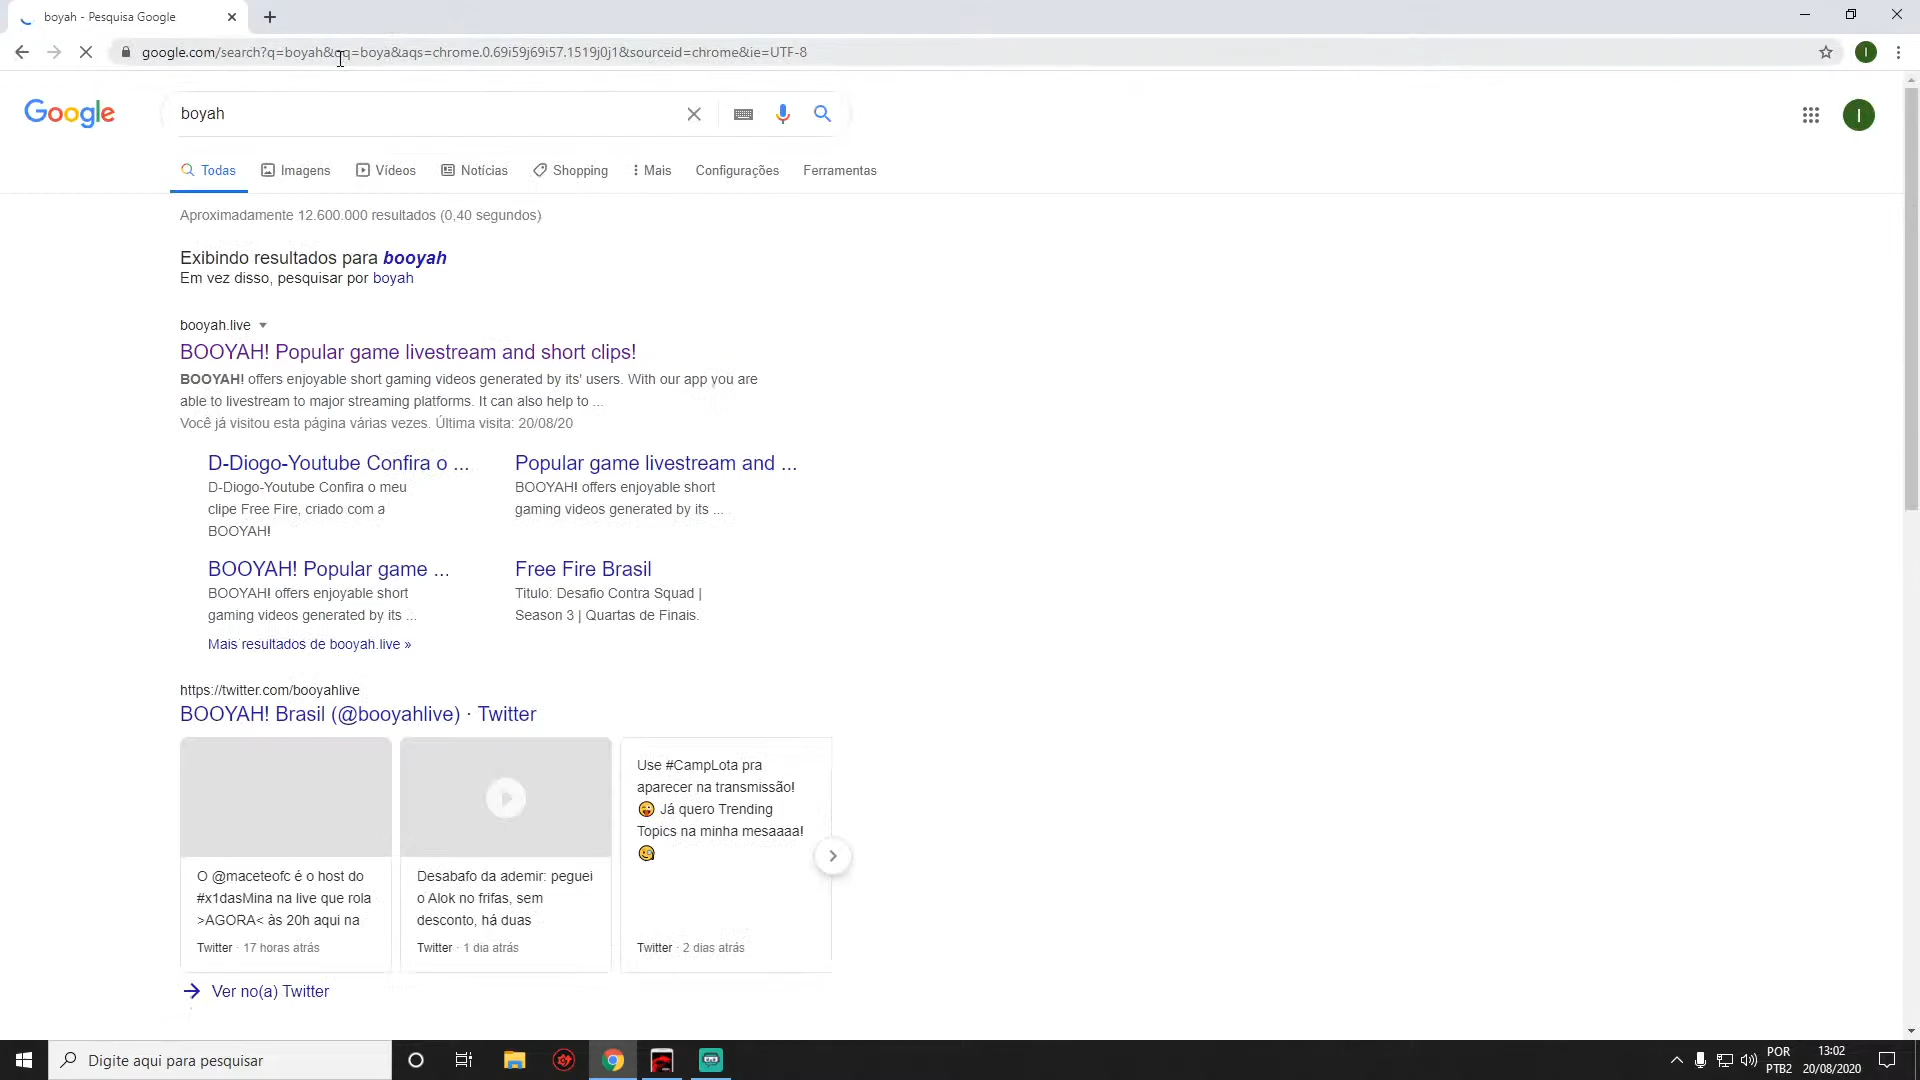 boyah - Pesquisa Google
google.com/search?q=boyah&oq=boya&aqs=chrome.0.69i59j69i57.1519j0j1&sourceid=chrome&ie=UTF-8
I
Google
boyah
I
Todas
Imagens
Vídeos
Notícias
Shopping
Mais
Configurações
Ferramentas
Aproximadamente 12.600.000 resultados (0,40 segundos)
Exibindo resultados para booyah
Em vez disso, pesquisar por boyah
booyah.live
BOOYAH! Popular game livestream and short clips!
BOOYAH! offers enjoyable short gaming videos generated by its' users. With our app you are
able to livestream to major streaming platforms. It can also help to ...
Você já visitou esta página várias vezes. Última visita: 20/08/20
D-Diogo-Youtube Confira o ...
D-Diogo-Youtube Confira o meu
clipe Free Fire, criado com a
BOOYAH!
Popular game livestream and ...
BOOYAH! offers enjoyable short
gaming videos generated by its ...
BOOYAH! Popular game ...
BOOYAH! offers enjoyable short
gaming videos generated by its ...
Free Fire Brasil
Titulo: Desafio Contra Squad |
Season 3 | Quartas de Finais.
Mais resultados de booyah.live »
https://twitter.com/booyahlive
BOOYAH! Brasil (@booyahlive) · Twitter
O @maceteofc é o host do
#x1dasMina na live que rola
>AGORA< às 20h aqui na
Twitter · 17 horas atrás
Desabafo da ademir: peguei
o Alok no frifas, sem
desconto, há duas
Twitter · 1 dia atrás
Use #CampLota pra
aparecer na transmissão!
😜 Já quero Trending
Topics na minha mesaaaa!
🧐
Twitter · 2 dias atrás
Ver no(a) Twitter
Digite aqui para pesquisar
POR
PTB2
13:02
20/08/2020